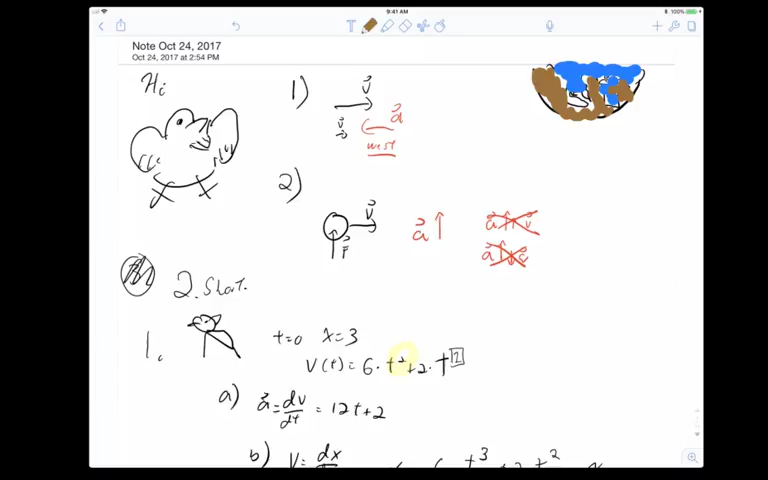 9:41 AM
100%
T
Note Oct 24, 2017
Oct 24, 2017 at 2:54 PM
Hi
1) v
v a
west
2)
v
F
a
a v
a v
2. Short.
1.
t=0 x=3
v(t)=6·t²+2·t
a) a=dv/dt=12t+2
b) v=dx